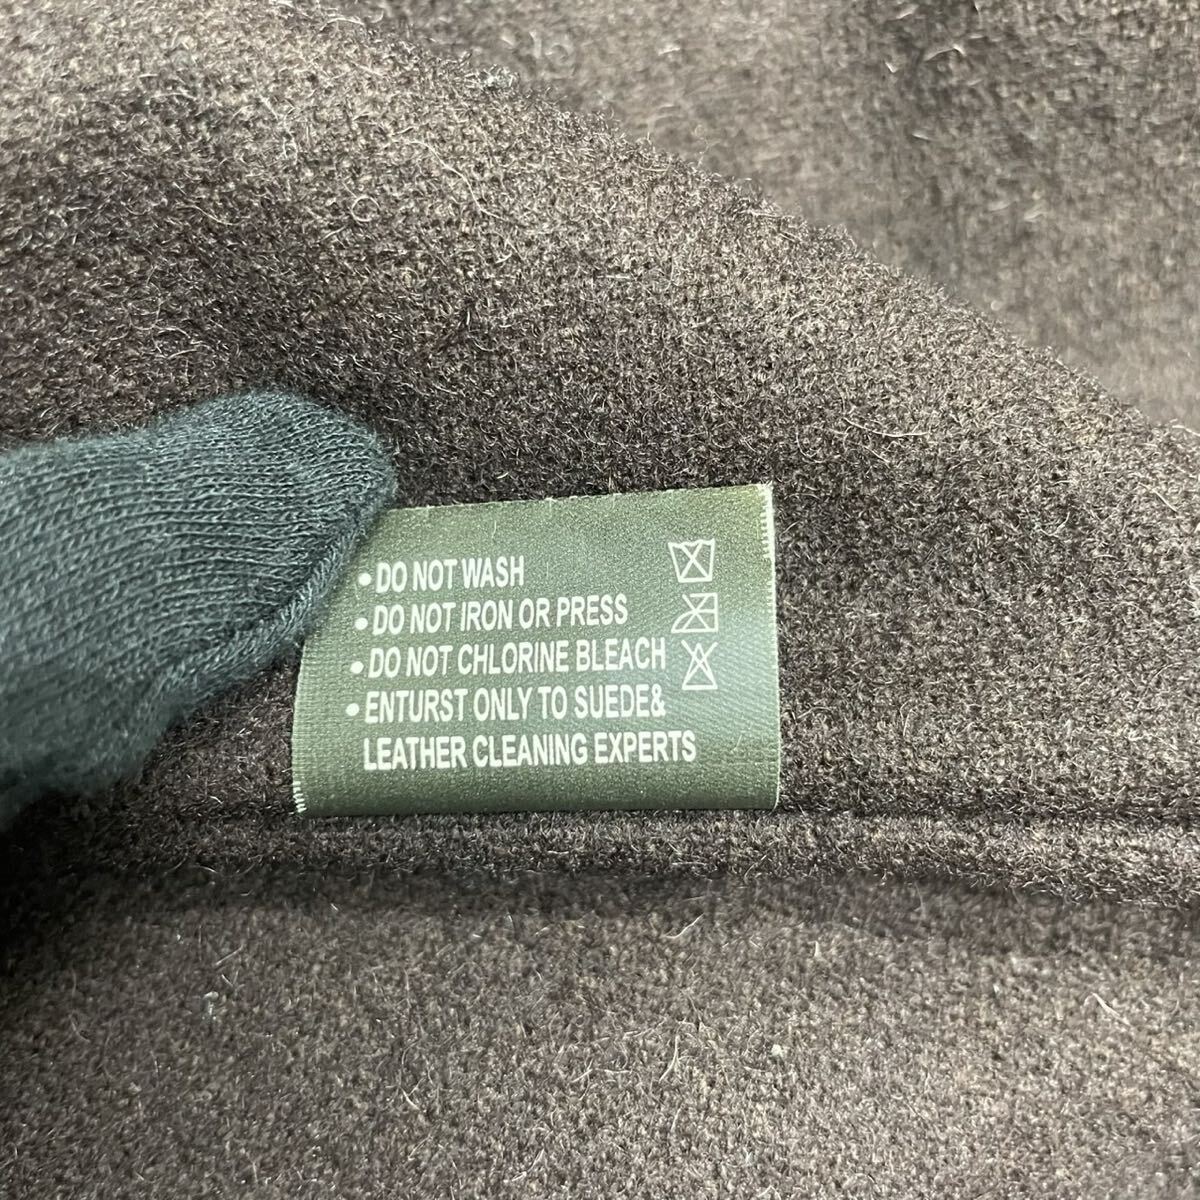 • DO NOT WASH
• DO NOT IRON OR PRESS
• DO NOT CHLORINE BLEACH
• ENTURST ONLY TO SUEDE&
LEATHER CLEANING EXPERTS